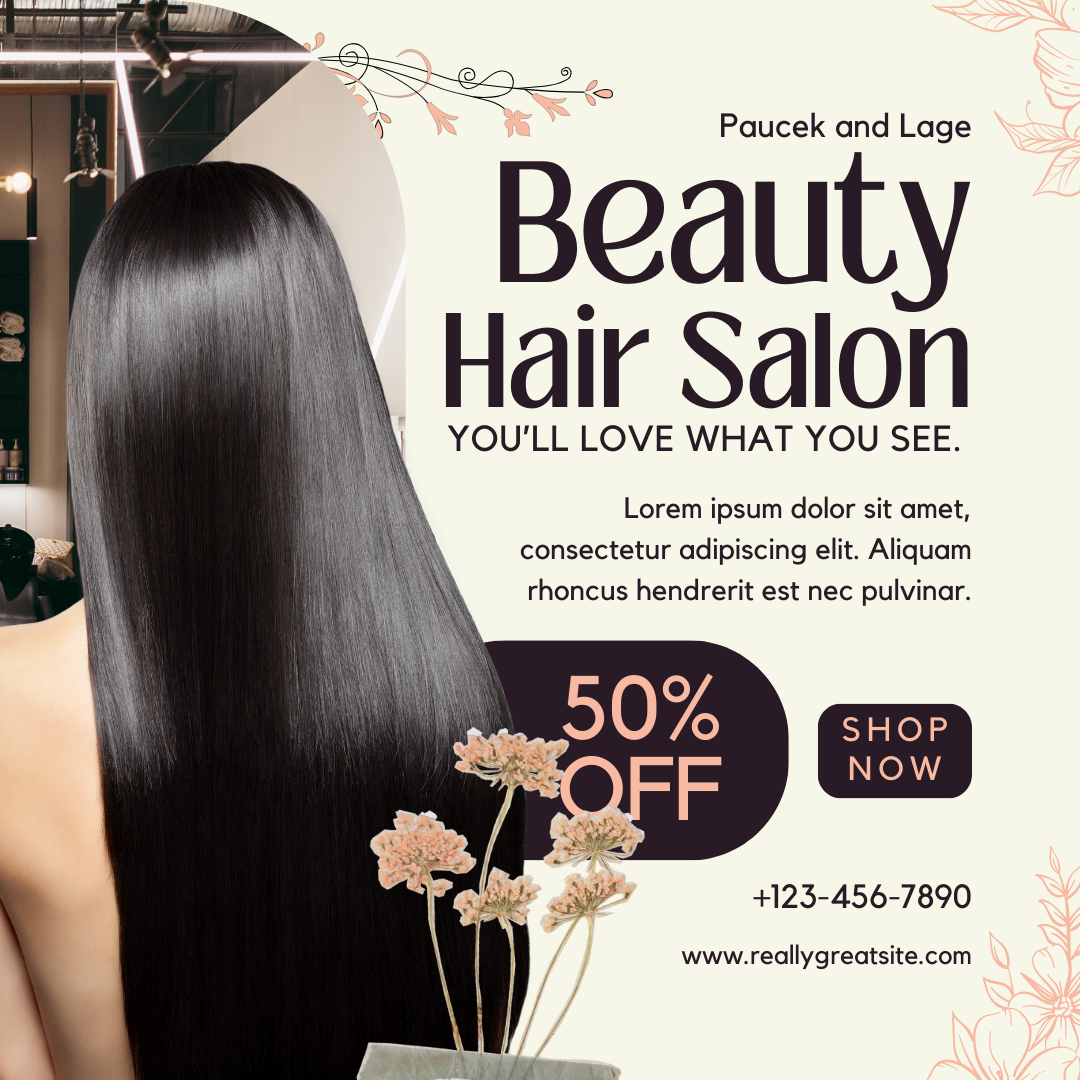 Paucek and Lage
Beauty
Hair Salon
YOU'LL LOVE WHAT YOU SEE.
Lorem ipsum dolor sit amet,
consectetur adipiscing elit. Aliquam
rhoncus hendrerit est nec pulvinar.
50%
OFF
SHOP
NOW
+123-456-7890
www.reallygreatsite.com